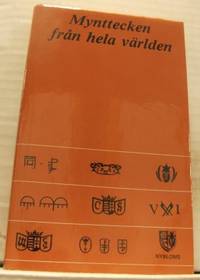 Mynttecken
från hela världen
C S
V I
NYBLOMS